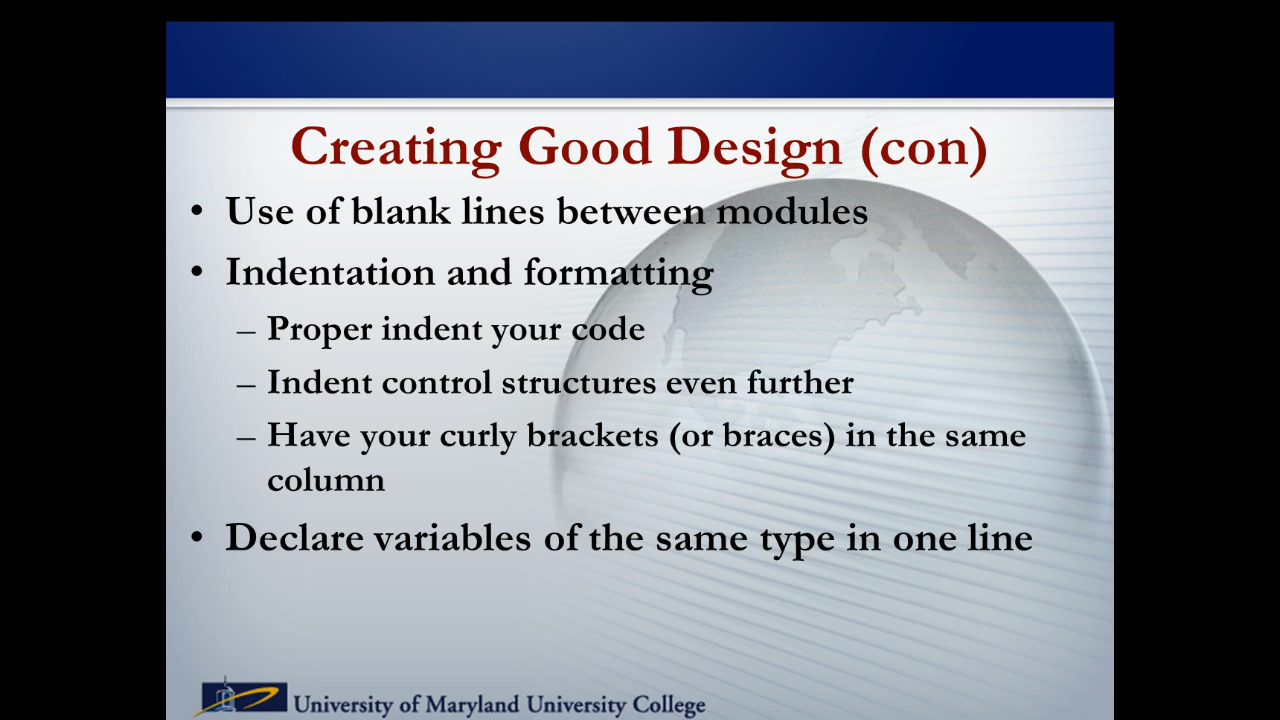 Creating Good Design (con)
• Use of blank lines between modules
• Indentation and formatting
– Proper indent your code
– Indent control structures even further
– Have your curly brackets (or braces) in the same
column
• Declare variables of the same type in one line
University of Maryland University College